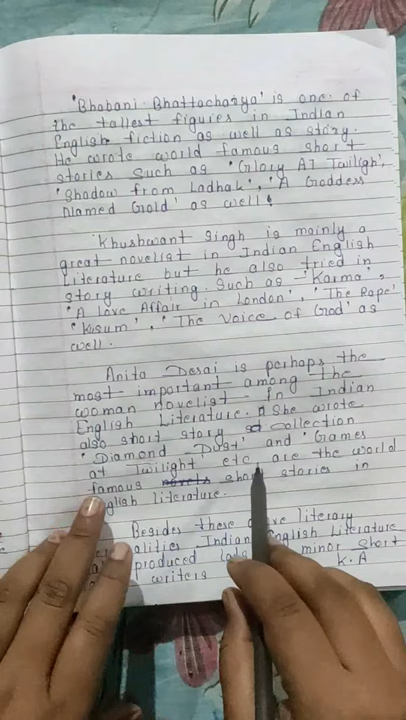 'Bhobani Bhattacharya' is one of
the tallest figures in Indian
English fiction as well as story.
He wrote world famous short
stories such as 'Glory At Twiligh',
'Shadow from Ladhak', 'A Goddess
Named Gold' as well!
Khushwant Singh is mainly a
great novelist in Indian English
Literature but he also tried in
story writing. Such as - 'Karma',
'A Love Affair in London', 'The Rape'
'Kusum', 'The Voice of God' as
well.
Anita Desai is perhaps the
most important among the
woman novelist in Indian
English Literature. She wrote
also short story collection
'Diamond Dust' and 'Games
at Twilight' etc are the world
famous novels short stories in
English literature.
Besides these literary
Indian English Literature
produced minor short
writers K.A